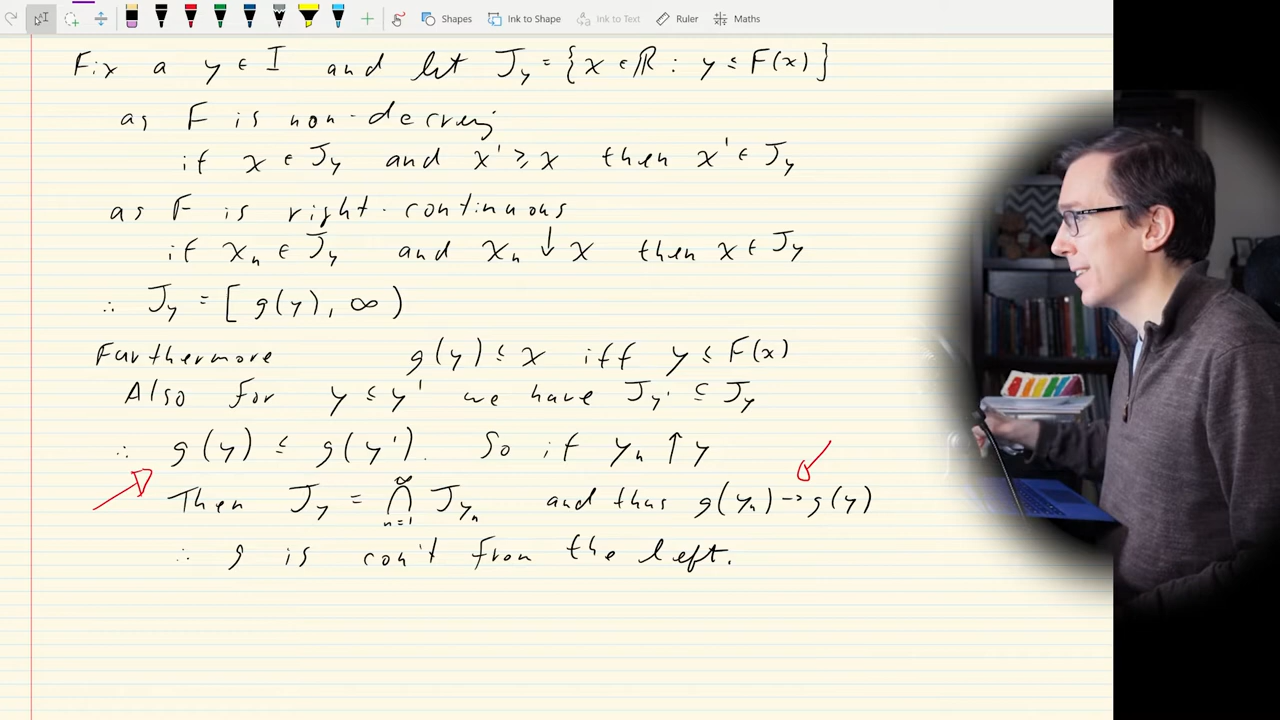 Shapes Ink to Shape Ink to Text Ruler Maths
Fix a y ∈ I and let J_y = {x ∈ ℝ : y ≤ F(x)}
as F is non-decreasing
if x ∈ J_y and x' ≥ x then x' ∈ J_y
as F is right-continuous
if x_n ∈ J_y and x_n ↓ x then x ∈ J_y
∴ J_y = [g(y), ∞)
Furthermore g(y) ≤ x iff y ≤ F(x)
Also for y ≤ y' we have J_y' ⊆ J_y
∴ g(y) ≤ g(y'). So if y_n ↑ y
Then J_y = ∩_{n=1}^∞ J_{y_n} and thus g(y_n) → g(y)
∴ g is con't from the left.